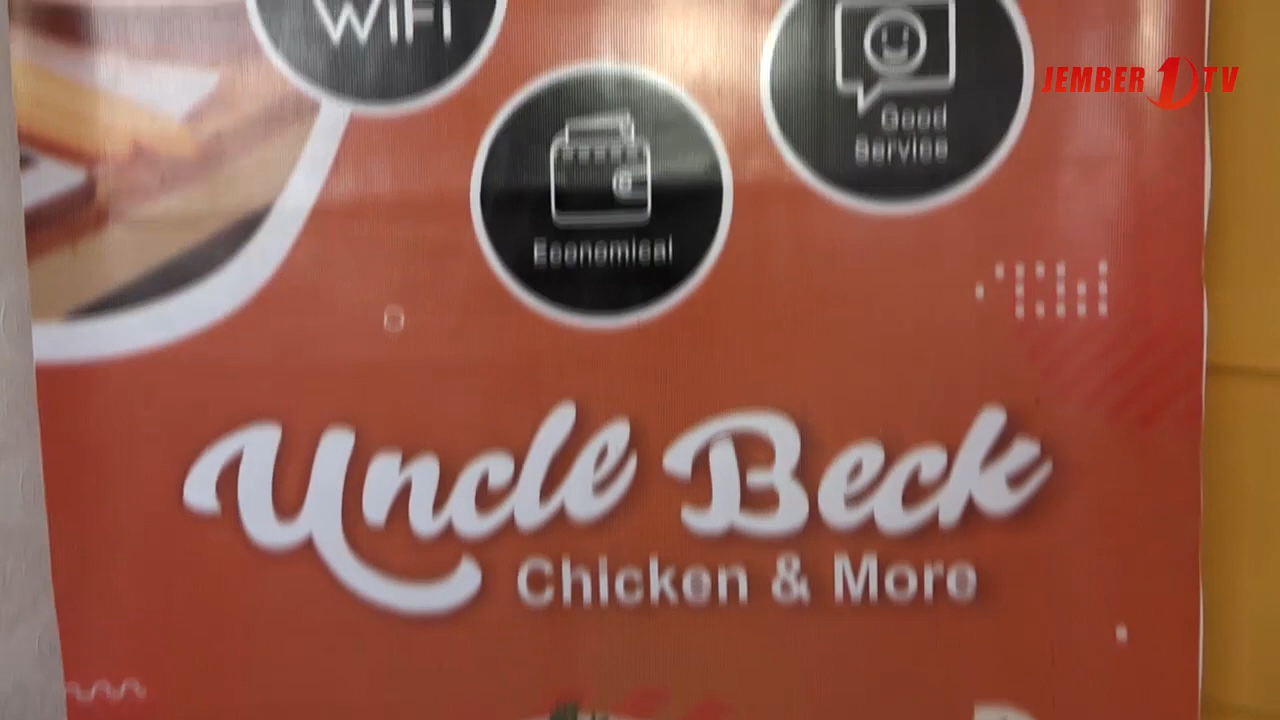 WiFi
JEMBER 1 TV
Good
Service
Economical
Uncle Beck
Chicken & More